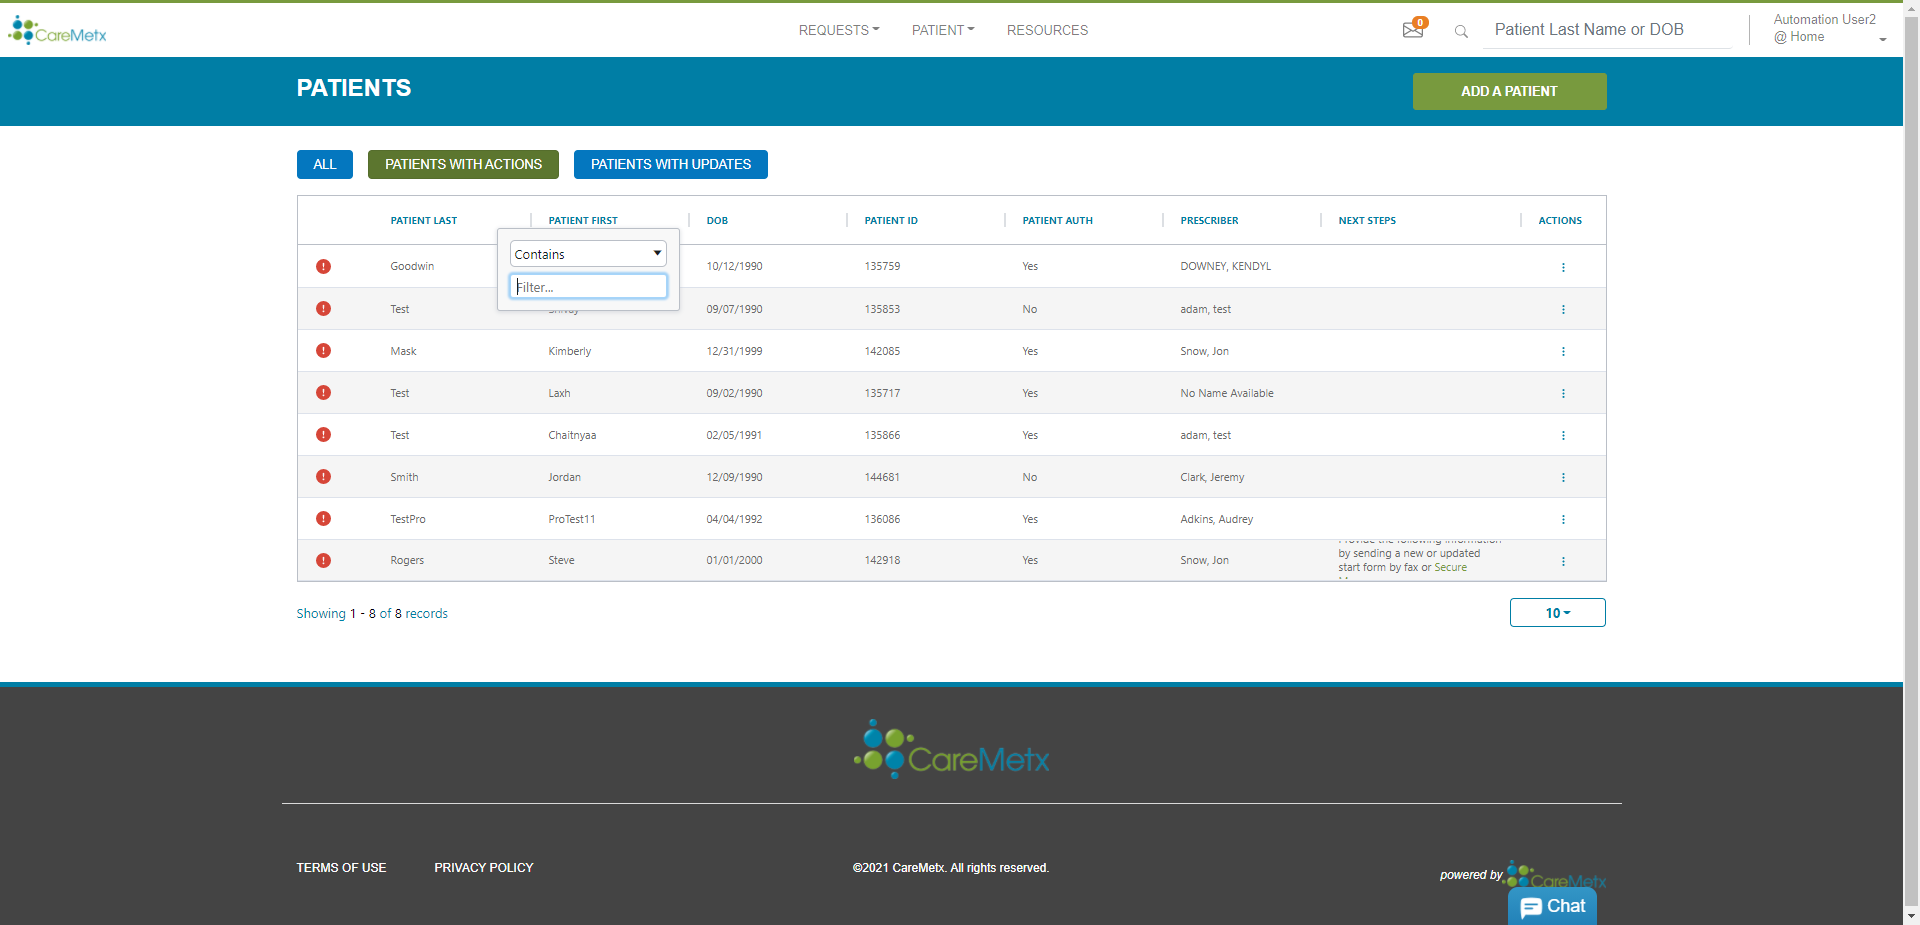 CareMetx
REQUESTS
PATIENT
RESOURCES
0
Patient Last Name or DOB
Automation User2
@ Home
PATIENTS
ADD A PATIENT
ALL
PATIENTS WITH ACTIONS
PATIENTS WITH UPDATES
PATIENT LAST PATIENT FIRST DOB PATIENT ID PATIENT AUTH PRESCRIBER NEXT STEPS ACTIONS
Contains
Filter...
Goodwin 10/12/1990 135759 Yes DOWNEY, KENDYL
Test 09/07/1990 135853 No adam, test
Mask Kimberly 12/31/1999 142085 Yes Snow, Jon
Test Laxh 09/02/1990 135717 Yes No Name Available
Test Chaitnyaa 02/05/1991 135866 Yes adam, test
Smith Jordan 12/09/1990 144681 No Clark, Jeremy
TestPro ProTest11 04/04/1992 136086 Yes Adkins, Audrey
Rogers Steve 01/01/2000 142918 Yes Snow, Jon
Provide the following information
by sending a new or updated
start form by fax or Secure
Showing 1 - 8 of 8 records
10
CareMetx
TERMS OF USE
PRIVACY POLICY
©2021 CareMetx. All rights reserved.
powered by CareMetx
Chat